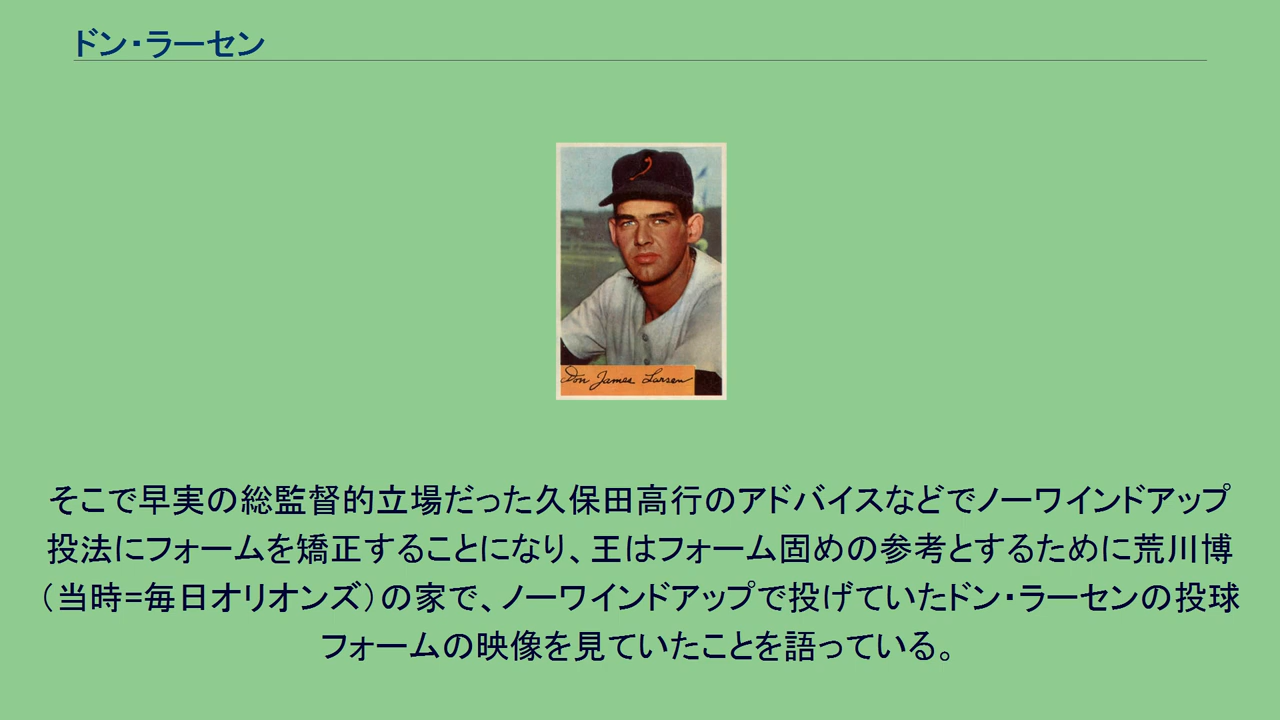 ドン・ラーセン
Don James Larsen
そこで早実の総監督的立場だった久保田高行のアドバイスなどでノーワインドアップ
投法にフォームを矯正することになり、王はフォーム固めの参考とするために荒川博
（当時=毎日オリオンズ）の家で、ノーワインドアップで投げていたドン・ラーセンの投球
フォームの映像を見ていたことを語っている。